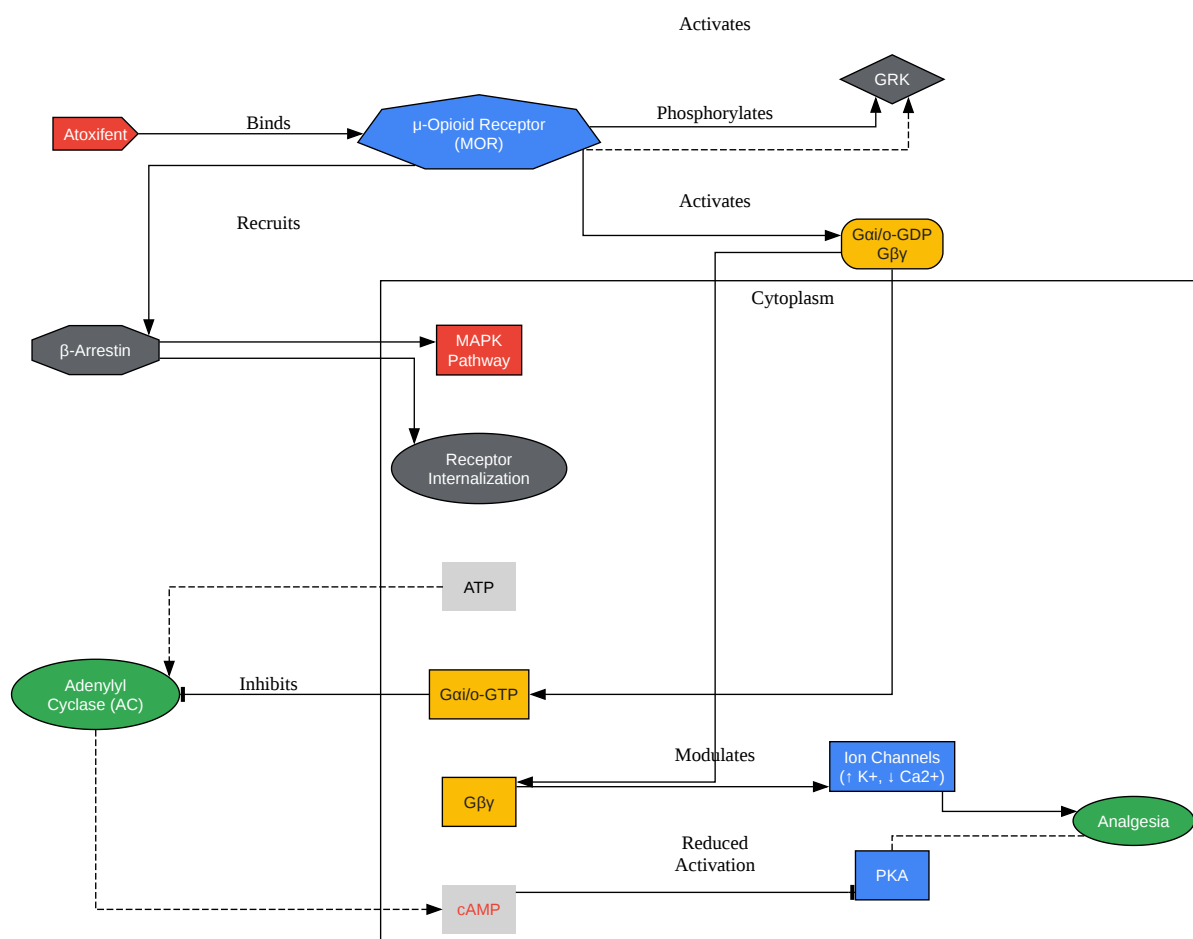 Activates
GRK
Phosphorylates
Atoxifent
Binds
μ-Opioid Receptor
(MOR)
Activates
Recruits
Gαi/o-GDP
Gβγ
Cytoplasm
β-Arrestin
MAPK
Pathway
Receptor
Internalization
ATP
Adenylyl
Cyclase (AC)
Inhibits
Gαi/o-GTP
Modulates
Ion Channels
(↑ K+, ↓ Ca2+)
Gβγ
Analgesia
Reduced
Activation
PKA
cAMP